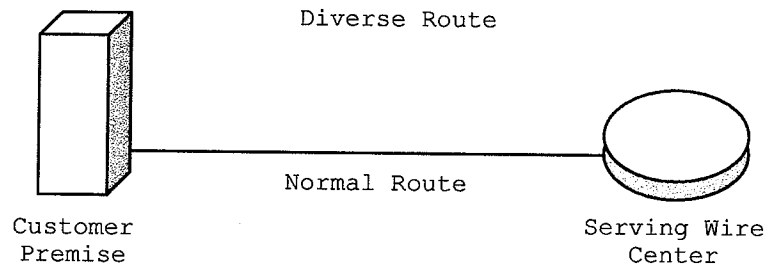 Diverse Route
Normal Route
Customer
Premise
Serving Wire
Center